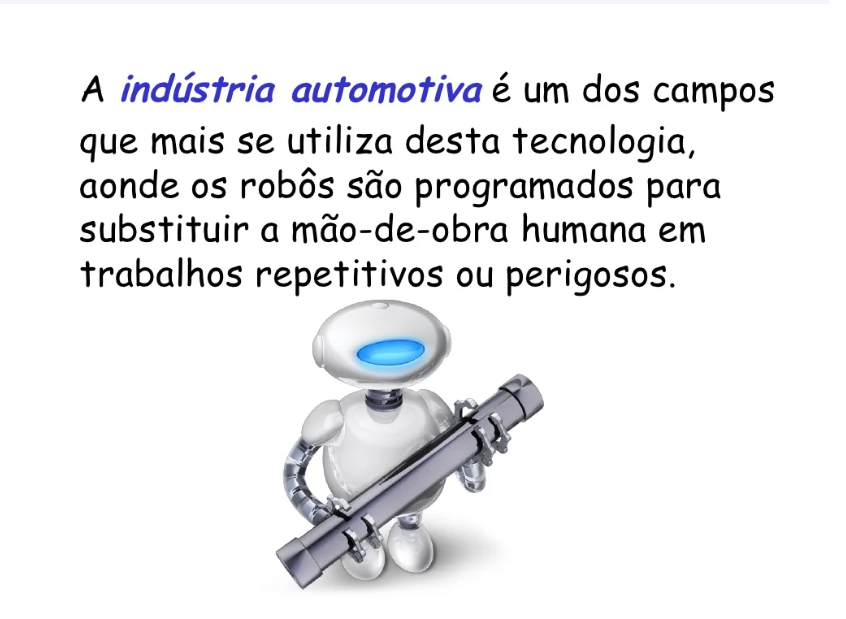 A indústria automotiva é um dos campos
que mais se utiliza desta tecnologia,
aonde os robôs são programados para
substituir a mão-de-obra humana em
trabalhos repetitivos ou perigosos.